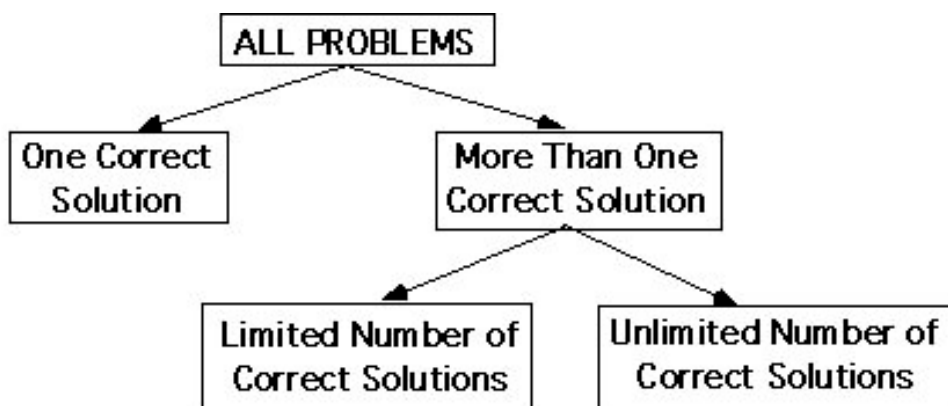 ALL PROBLEMS
One Correct
Solution
More Than One
Correct Solution
Limited Number of
Correct Solutions
Unlimited Number of
Correct Solutions